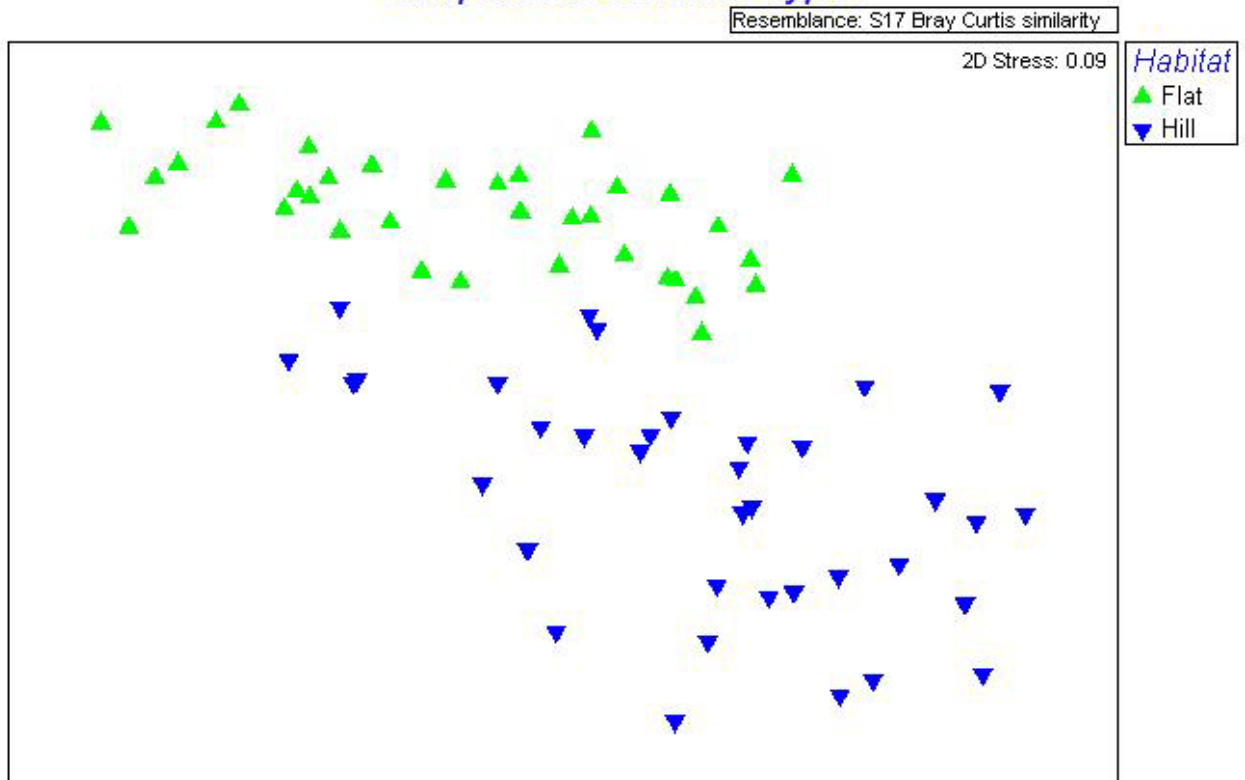 Resemblance: S17 Bray Curtis similarity
2D Stress: 0.09
Habitat
Flat
Hill